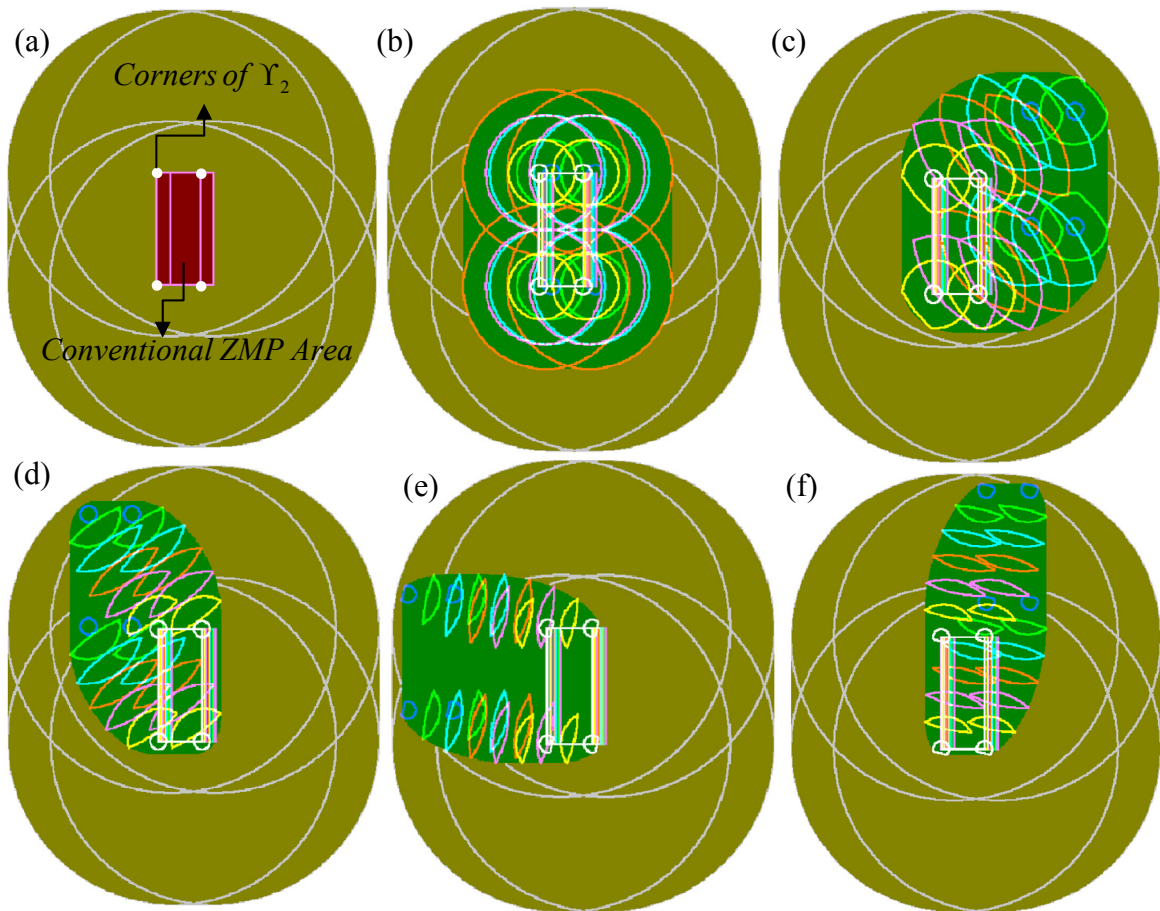 (a)
(b)
(c)
Corners of ϒ₂
Conventional ZMP Area
(d)
(e)
(f)